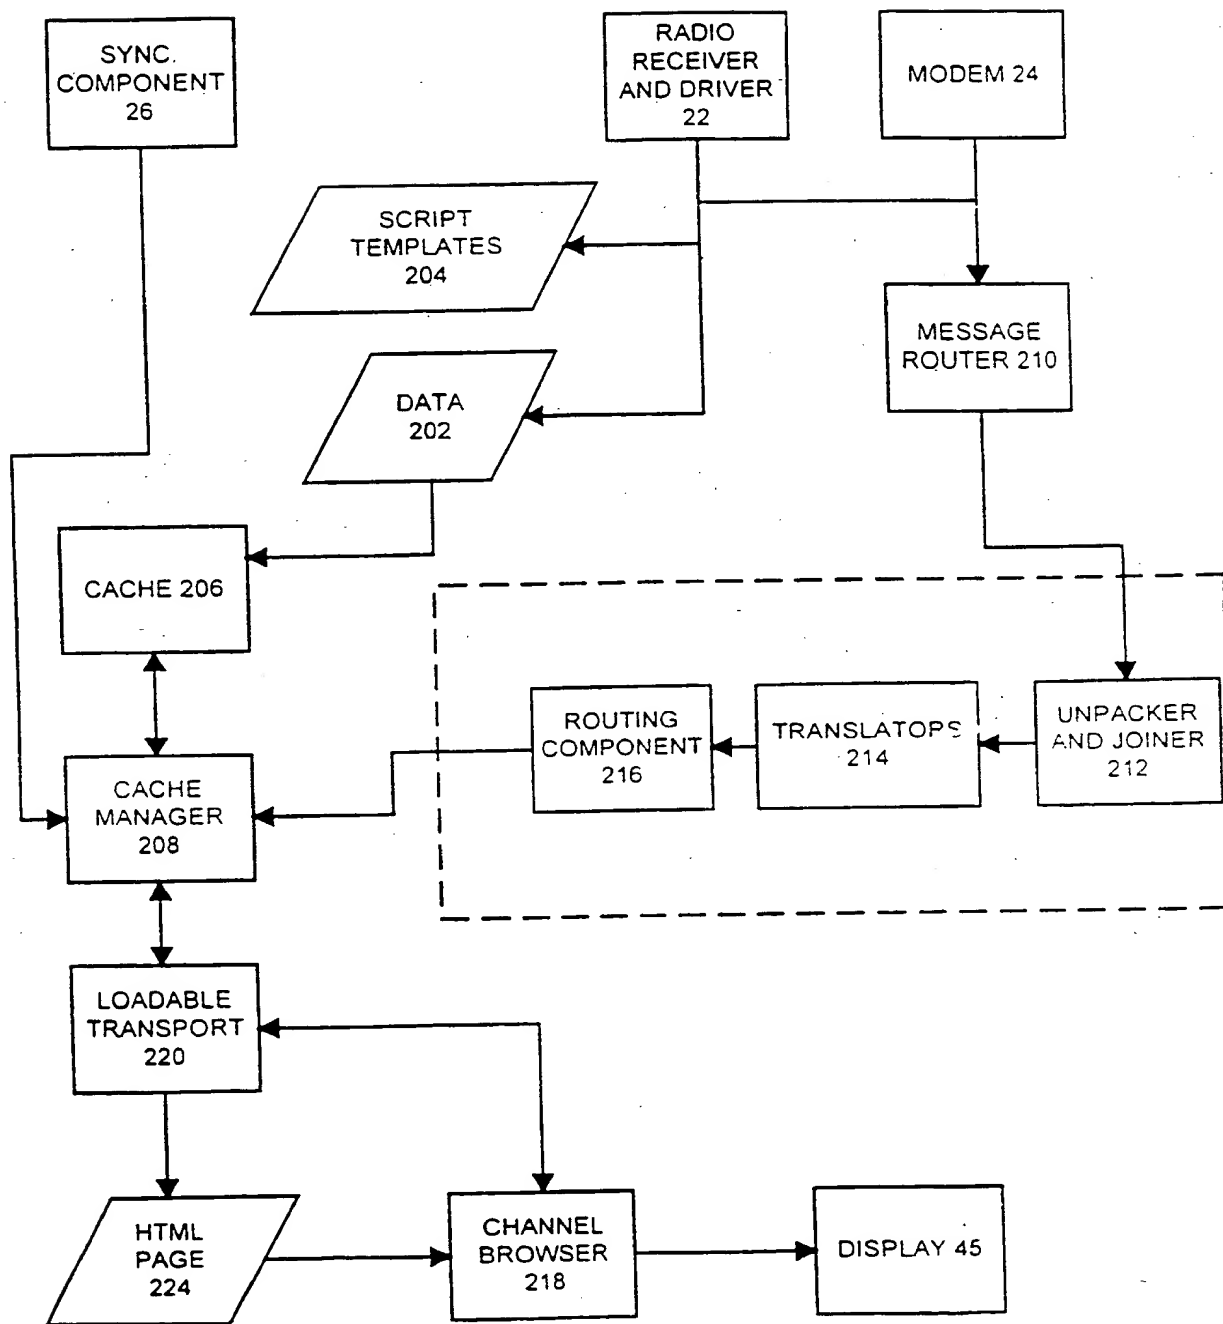 SYNC.
COMPONENT
26
RADIO
RECEIVER
AND DRIVER
22
MODEM 24
SCRIPT
TEMPLATES
204
MESSAGE
ROUTER 210
DATA
202
CACHE 206
ROUTING
COMPONENT
216
TRANSLATOPS
214
UNPACKER
AND JOINER
212
CACHE
MANAGER
208
LOADABLE
TRANSPORT
220
HTML
PAGE
224
CHANNEL
BROWSER
218
DISPLAY 45